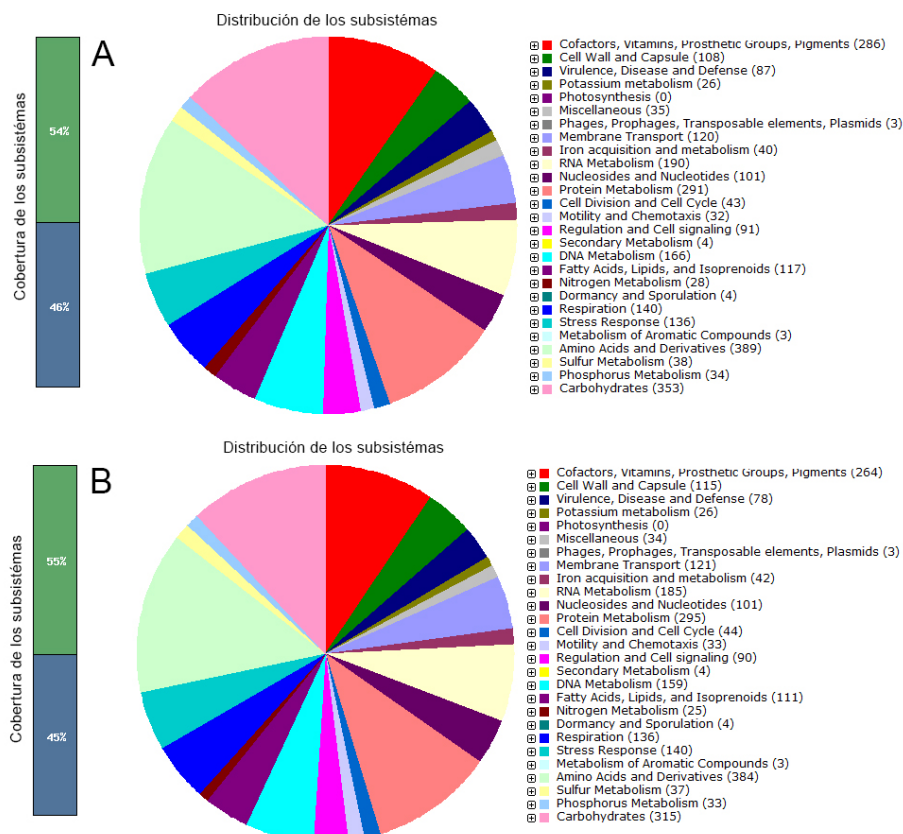 Distribución de los subsistémas
A
Cobertura de los subsistémas
54%
46%
Cofactors, Vitamins, Prosthetic Groups, Pigments (286)
Cell Wall and Capsule (108)
Virulence, Disease and Defense (87)
Potassium metabolism (26)
Photosynthesis (0)
Miscellaneous (35)
Phages, Prophages, Transposable elements, Plasmids (3)
Membrane Transport (120)
Iron acquisition and metabolism (40)
RNA Metabolism (190)
Nucleosides and Nucleotides (101)
Protein Metabolism (291)
Cell Division and Cell Cycle (43)
Motility and Chemotaxis (32)
Regulation and Cell signaling (91)
Secondary Metabolism (4)
DNA Metabolism (166)
Fatty Acids, Lipids, and Isoprenoids (117)
Nitrogen Metabolism (28)
Dormancy and Sporulation (4)
Respiration (140)
Stress Response (136)
Metabolism of Aromatic Compounds (3)
Amino Acids and Derivatives (389)
Sulfur Metabolism (38)
Phosphorus Metabolism (34)
Carbohydrates (353)
Distribución de los subsistémas
B
Cobertura de los subsistémas
55%
45%
Cofactors, Vitamins, Prosthetic Groups, Pigments (264)
Cell Wall and Capsule (115)
Virulence, Disease and Defense (78)
Potassium metabolism (26)
Photosynthesis (0)
Miscellaneous (34)
Phages, Prophages, Transposable elements, Plasmids (3)
Membrane Transport (121)
Iron acquisition and metabolism (42)
RNA Metabolism (185)
Nucleosides and Nucleotides (101)
Protein Metabolism (295)
Cell Division and Cell Cycle (44)
Motility and Chemotaxis (33)
Regulation and Cell signaling (90)
Secondary Metabolism (4)
DNA Metabolism (159)
Fatty Acids, Lipids, and Isoprenoids (111)
Nitrogen Metabolism (25)
Dormancy and Sporulation (4)
Respiration (136)
Stress Response (140)
Metabolism of Aromatic Compounds (3)
Amino Acids and Derivatives (384)
Sulfur Metabolism (37)
Phosphorus Metabolism (33)
Carbohydrates (315)